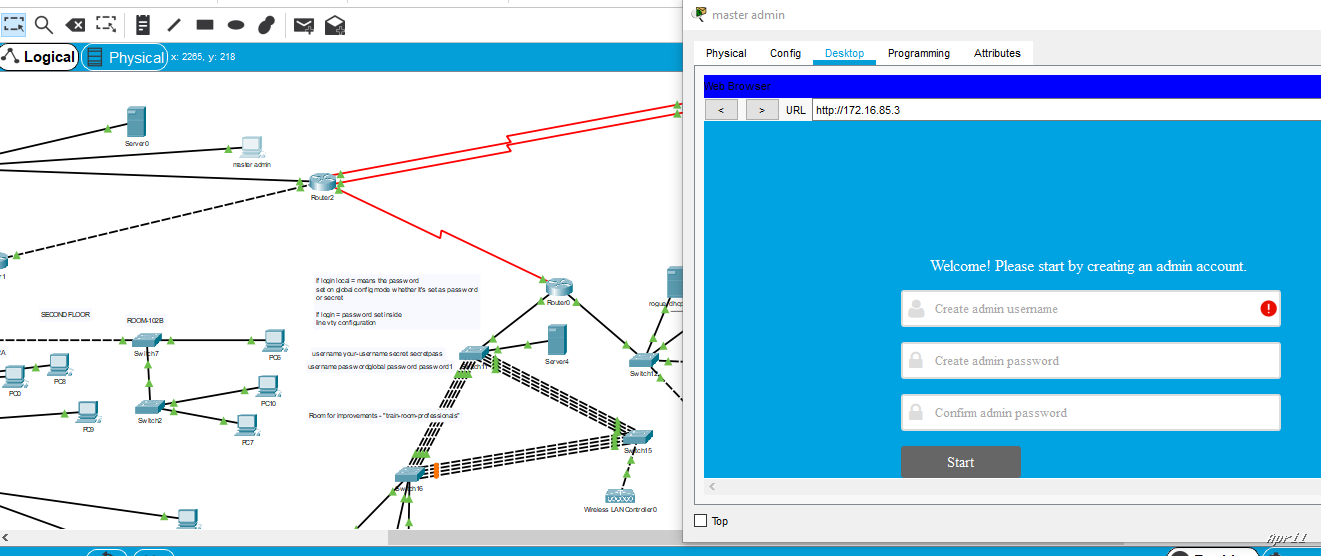 master admin
Physical
Config
Desktop
Programming
Attributes
Logical
Physical
x: 2265, y: 218
Web Browser
<
>
URL
http://172.16.85.3
Server0
master admin
Router2
Welcome! Please start by creating an admin account.
Create admin username
Create admin password
Confirm admin password
Start
If login local = means the password
set on global config mode whether it's set as password
or secret
If login = password set inside
line vty configuration
Router0
SECOND FLOOR
ROOM-102B
Switch7
PC6
Server4
username your-username secret secretpass
Switch11
username passwordglobal password password1
Switch12
PC8
PC0
PC10
Switch2
PC9
PC7
Room for improvements - "train-room-professionals"
Switch15
Switch16
Wireless LAN Controller0
Top
April